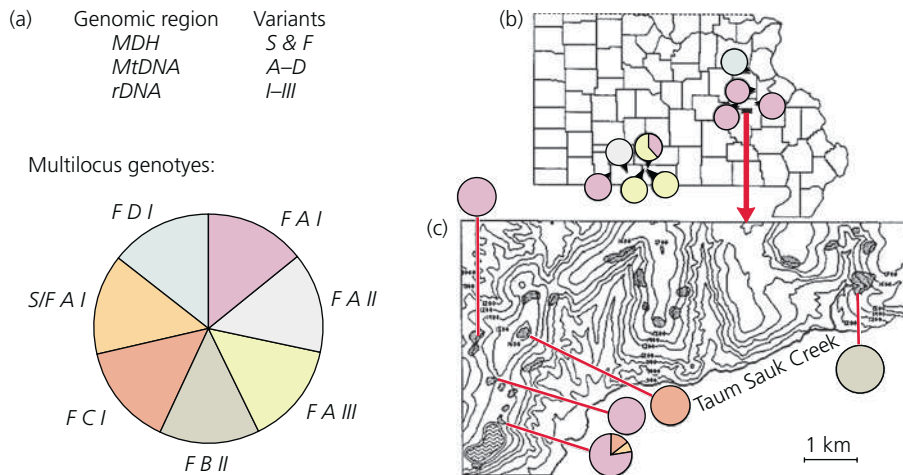 (a)
Genomic region Variants
MDH S & F
MtDNA A–D
rDNA I–III
Multilocus genotyes:
F D I
F A I
S/F A I
F A II
F C I
F A III
F B II
(b)
(c)
Taum Sauk Creek
1 km